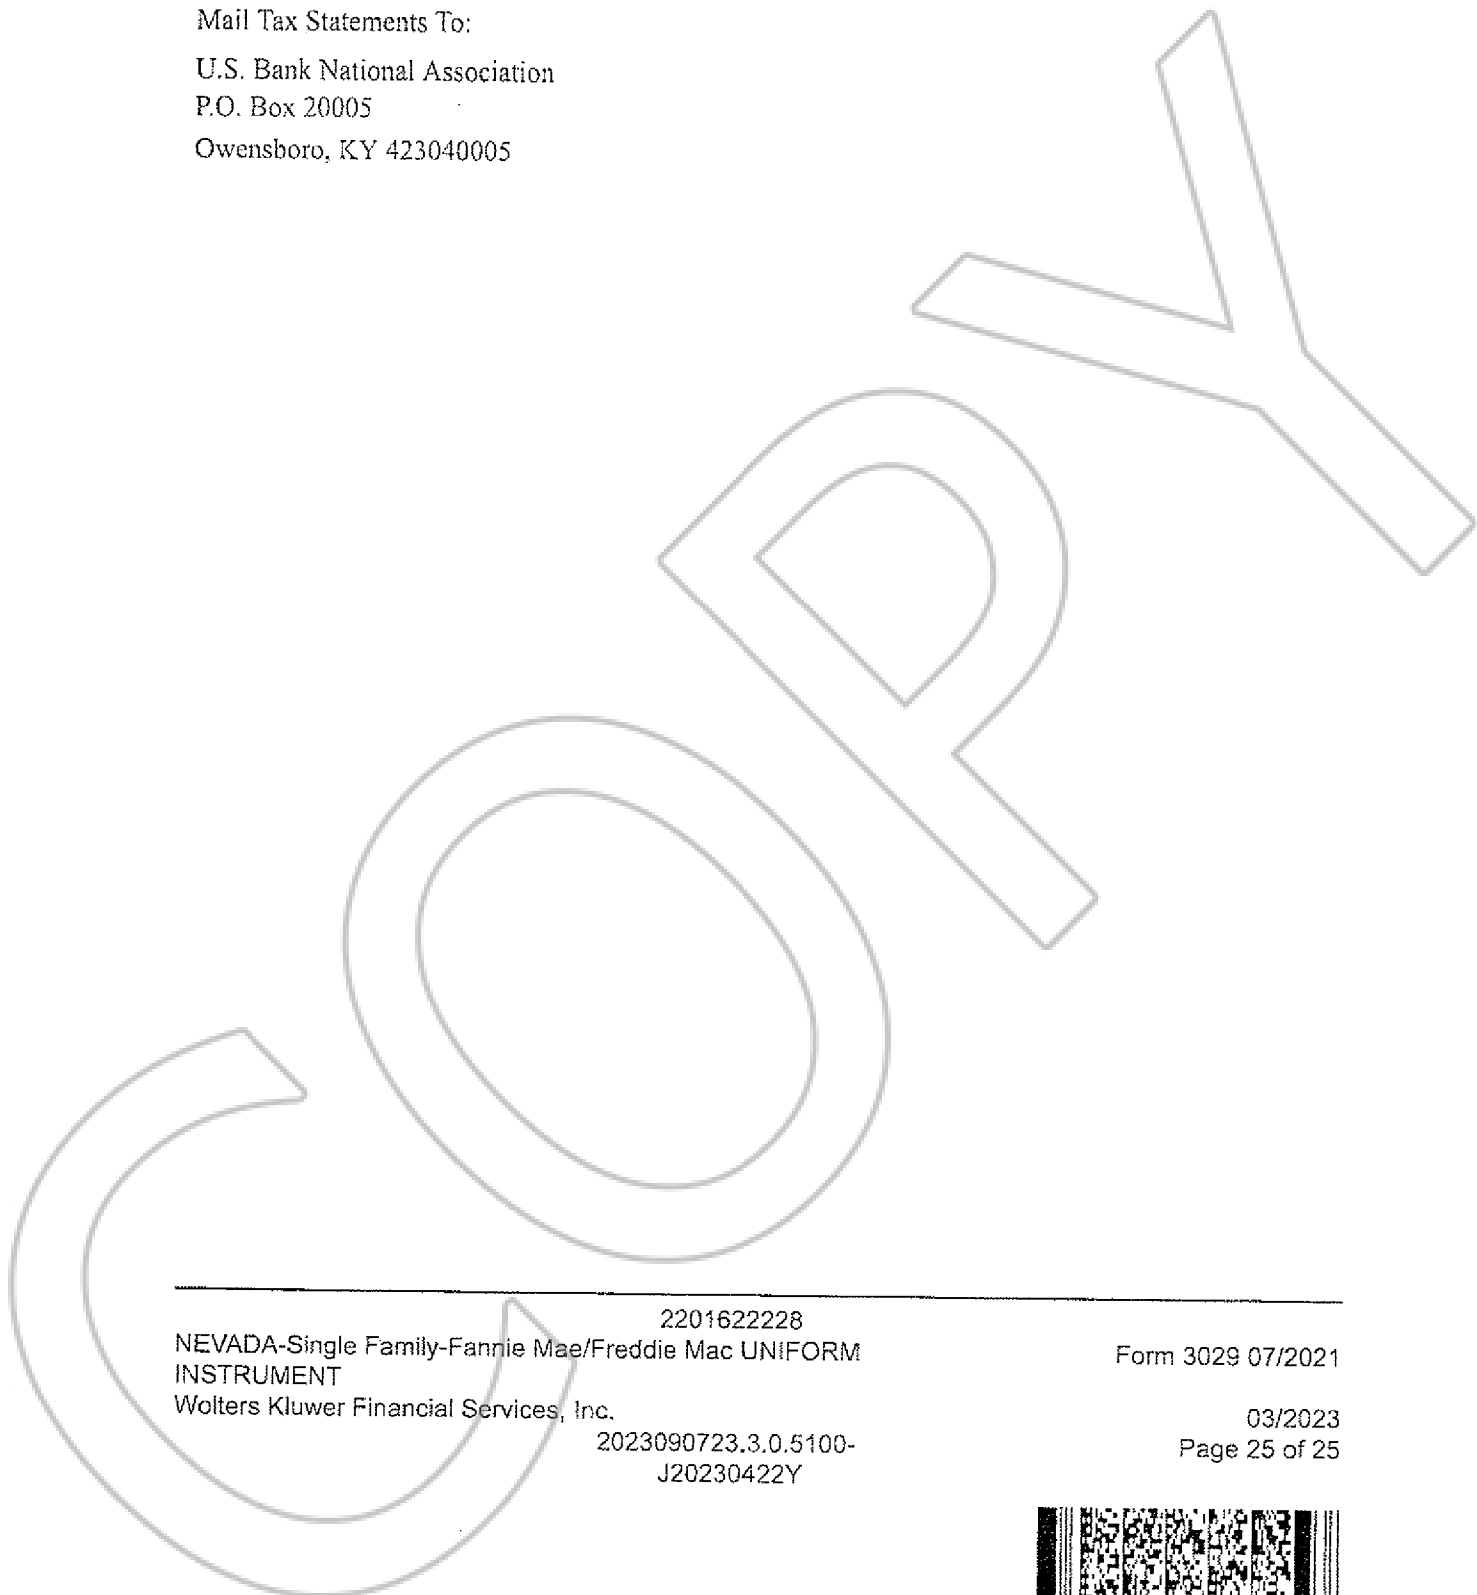 Mail Tax Statements To:
U.S. Bank National Association
P.O. Box 20005
Owensboro, KY 423040005
COPY
2201622228
NEVADA-Single Family-Fannie Mae/Freddie Mac UNIFORM
INSTRUMENT
Form 3029 07/2021
Wolters Kluwer Financial Services, Inc.
03/2023
2023090723.3.0.5100-
J20230422Y
Page 25 of 25